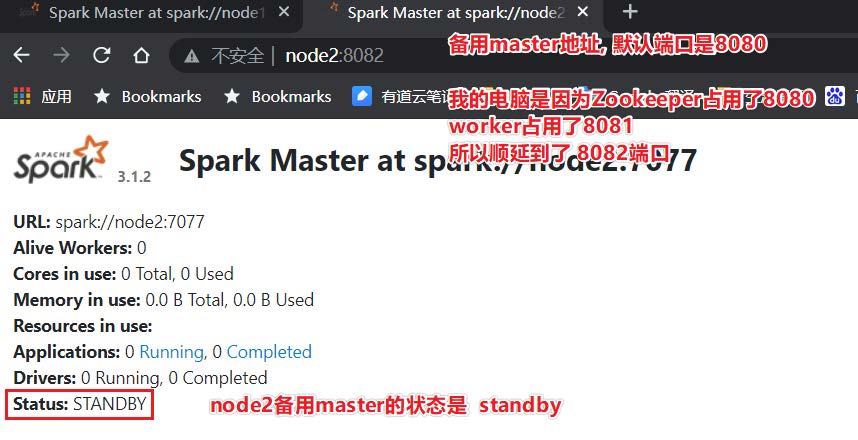 Spark Master at spark://node1
Spark Master at spark://node2
不安全
node2:8082
备用master地址, 默认端口是8080
应用
Bookmarks
Bookmarks
有道云笔
我的电脑是因为Zookeeper占用了8080
worker占用了8081
所以顺延到了 8082端口
du
APACHE
Spark 3.1.2
Spark Master at spark://node2:7077
URL: spark://node2:7077
Alive Workers: 0
Cores in use: 0 Total, 0 Used
Memory in use: 0.0 B Total, 0.0 B Used
Resources in use:
Applications: 0 Running, 0 Completed
Drivers: 0 Running, 0 Completed
Status: STANDBY
node2备用master的状态是 standby